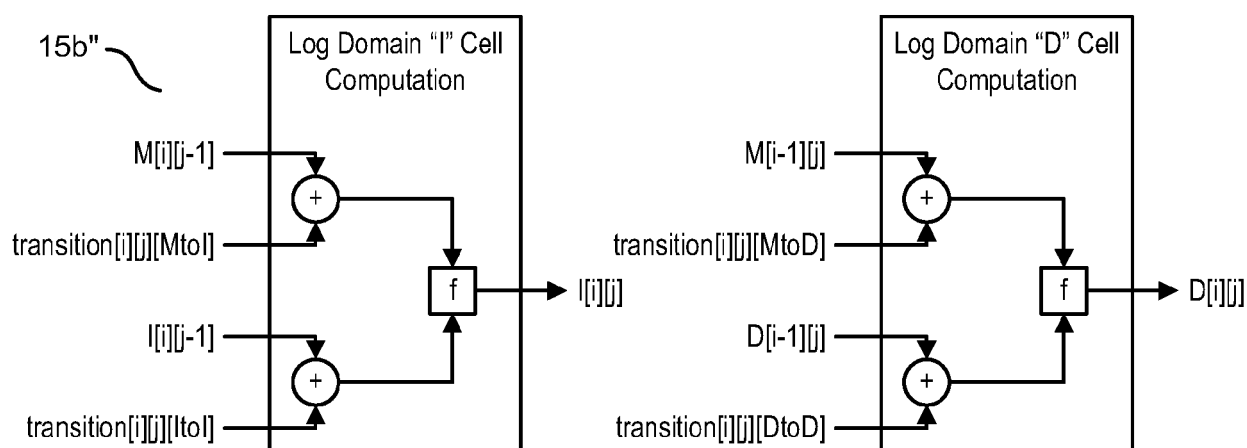 15b"
Log Domain “I” Cell
Computation
M[i][j-1]
+
transition[i][j][MtoI]
f
I[i][j]
I[i][j-1]
+
transition[i][j][ItoI]
Log Domain “D” Cell
Computation
M[i-1][j]
+
transition[i][j][MtoD]
f
D[i][j]
D[i-1][j]
+
transition[i][j][DtoD]